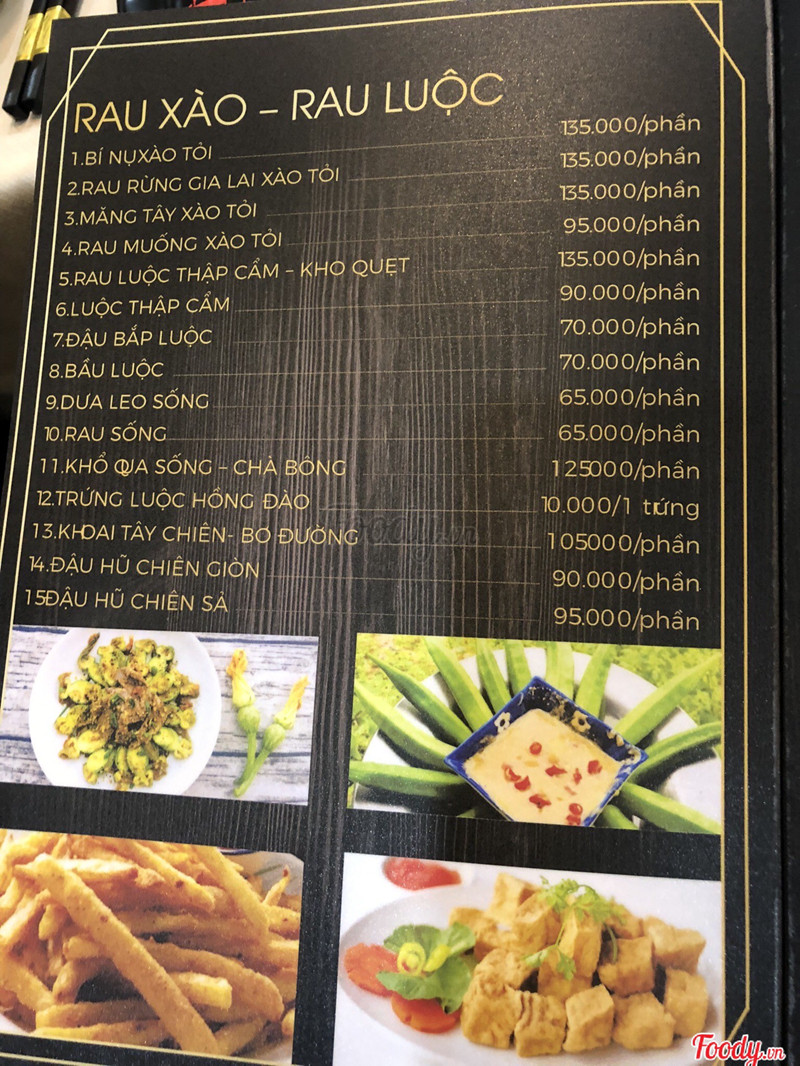 RAU XÀO – RAU LUỘC
1.BÍ NỤXÀO TỎI 135.000/phần
2.RAU RỪNG GIA LAI XÀO TỎI 135.000/phần
3.MĂNG TÂY XÀO TỎI 135.000/phần
4.RAU MUỐNG XÀO TỎI 95.000/phần
5.RAU LUỘC THẬP CẨM – KHO QUẸT 135.000/phần
6.LUỘC THẬP CẨM 90.000/phần
7.ĐẬU BẮP LUỘC 70.000/phần
8.BẦU LUỘC 70.000/phần
9.DƯA LEO SỐNG 65.000/phần
10.RAU SỐNG 65.000/phần
11.KHỔ QUA SỐNG – CHÀ BÔNG 125000/phần
12.TRỨNG LUỘC HỒNG ĐÀO 10.000/1 trứng
13.KHOAI TÂY CHIÊN- BƠ ĐƯỜNG 105000/phần
14.ĐẬU HŨ CHIÊN GIÒN 90.000/phần
15ĐẬU HŨ CHIÊN SẢ 95.000/phần
Foody.vn
Foody.vn